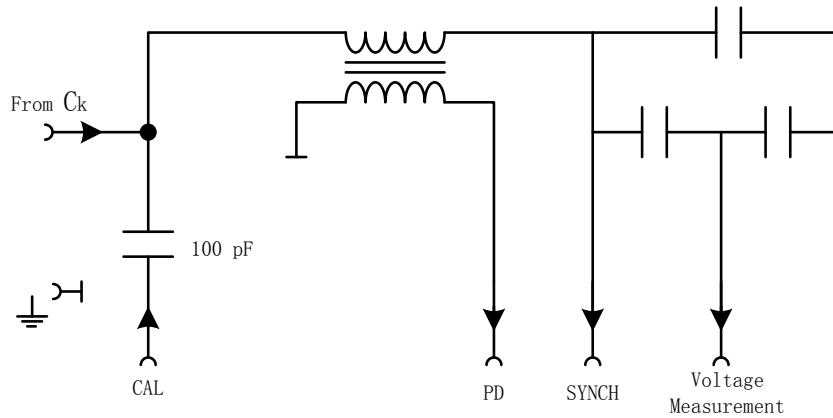 From Ck
100 pF
CAL
PD
SYNCH
Voltage
Measurement